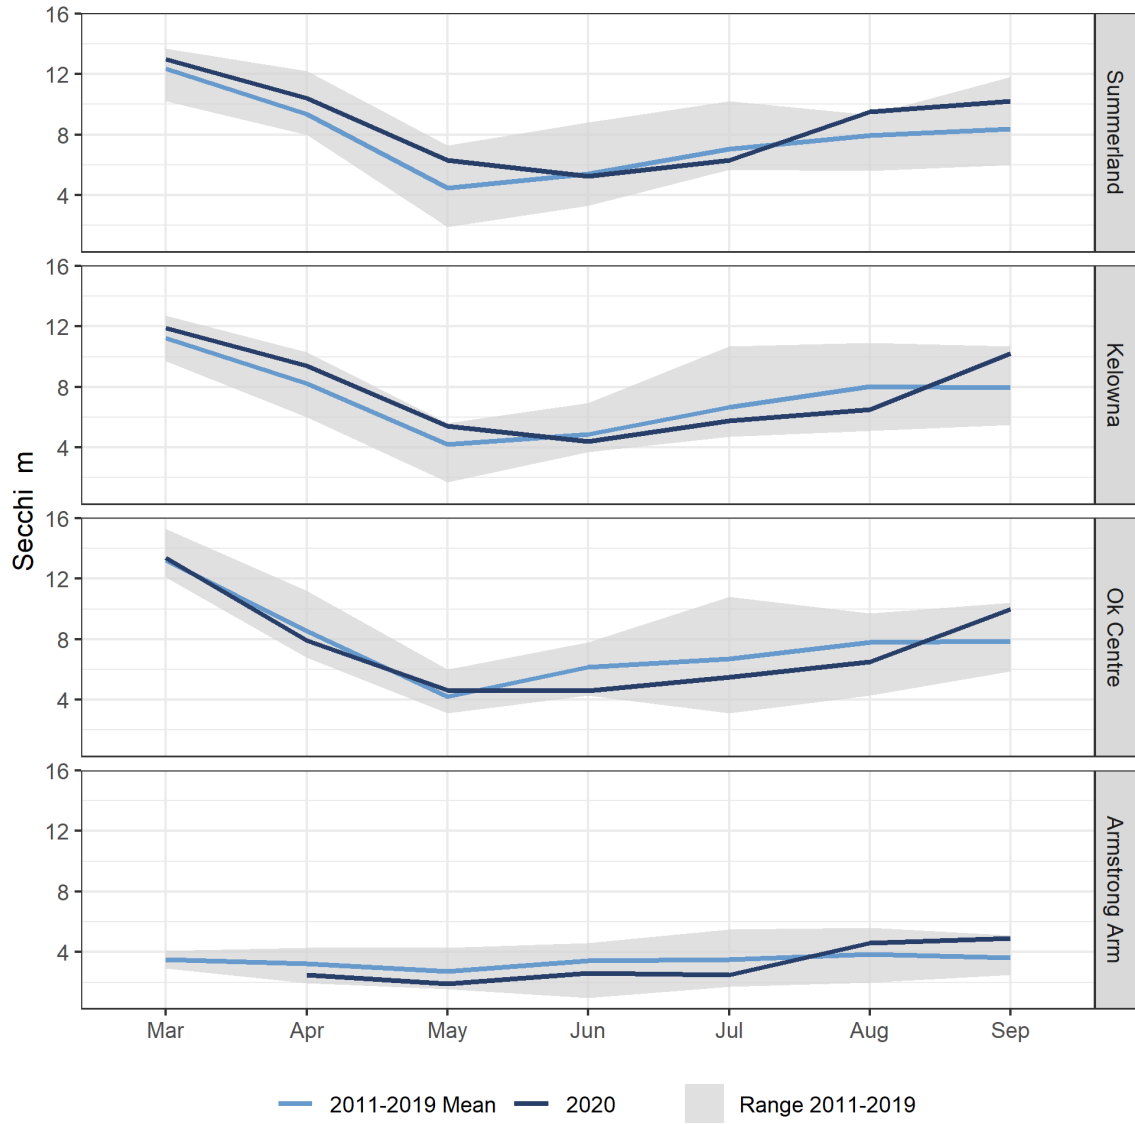 16
12
8
4
Summerland
16
12
8
4
Kelowna
16
12
8
4
Ok Centre
16
12
8
4
Armstrong Arm
Secchi m
Mar Apr May Jun Jul Aug Sep
2011-2019 Mean 2020 Range 2011-2019